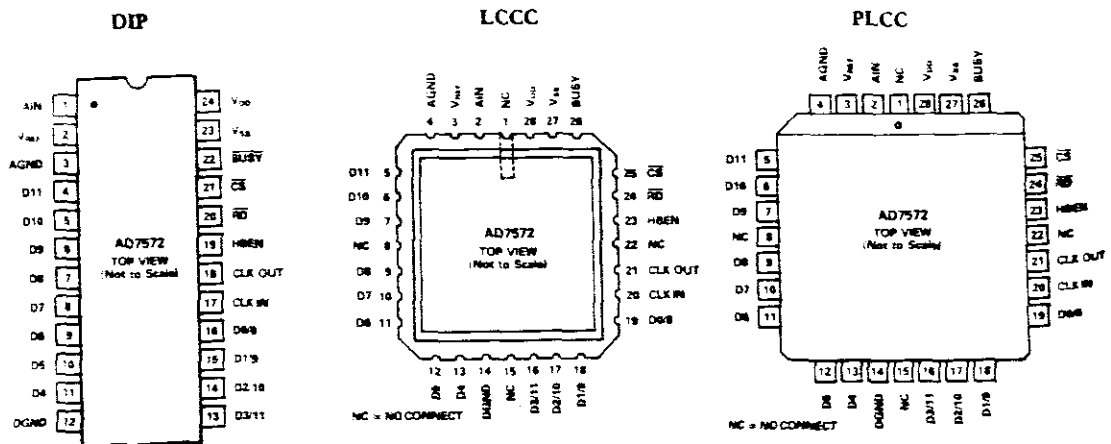 DIP
AIN 1
VREF 2
AGND 3
D11 4
D10 5
D9 6
D8 7
D7 8
D6 9
D5 10
D4 11
DGND 12
24 VDD
23 VSS
22 BUSY
21 CS
20 RD
19 HBEN
18 CLK OUT
17 CLK IN
16 D0/8
15 D1/9
14 D2/10
13 D3/11
AD7572
TOP VIEW
(Not to Scale)
LCCC
AGND 4
VREF 3
AIN 2
NC 1
VDD 28
VSS 27
BUSY 26
D11 5
D10 6
D9 7
NC 8
D8 9
D7 10
D6 11
25 CS
24 RD
23 HBEN
22 NC
21 CLK OUT
20 CLK IN
19 D0/8
AD7572
TOP VIEW
(Not to Scale)
12 D5
13 D4
14 DGND
15 NC
16 D3/11
17 D2/10
18 D1/9
NC = NO CONNECT
PLCC
AGND 4
VREF 3
AIN 2
NC 1
VDD 28
VSS 27
BUSY 26
D11 5
D10 6
D9 7
NC 8
D8 9
D7 10
D6 11
25 CS
24 RD
23 HBEN
22 NC
21 CLK OUT
20 CLK IN
19 D0/8
AD7572
TOP VIEW
(Not to Scale)
12 D5
13 D4
14 DGND
15 NC
16 D3/11
17 D2/10
18 D1/9
NC = NO CONNECT